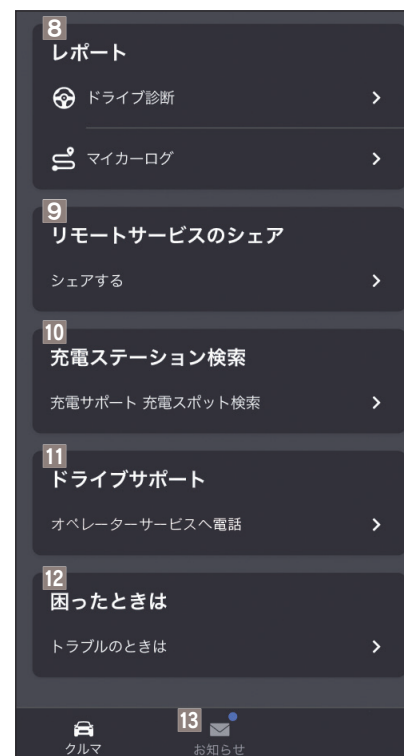 8
レポート
ドライブ診断
マイカーログ
9
リモートサービスのシェア
シェアする
10
充電ステーション検索
充電サポート 充電スポット検索
11
ドライブサポート
オペレーターサービスへ電話
12
困ったときは
トラブルのときは
13
クルマ お知らせ